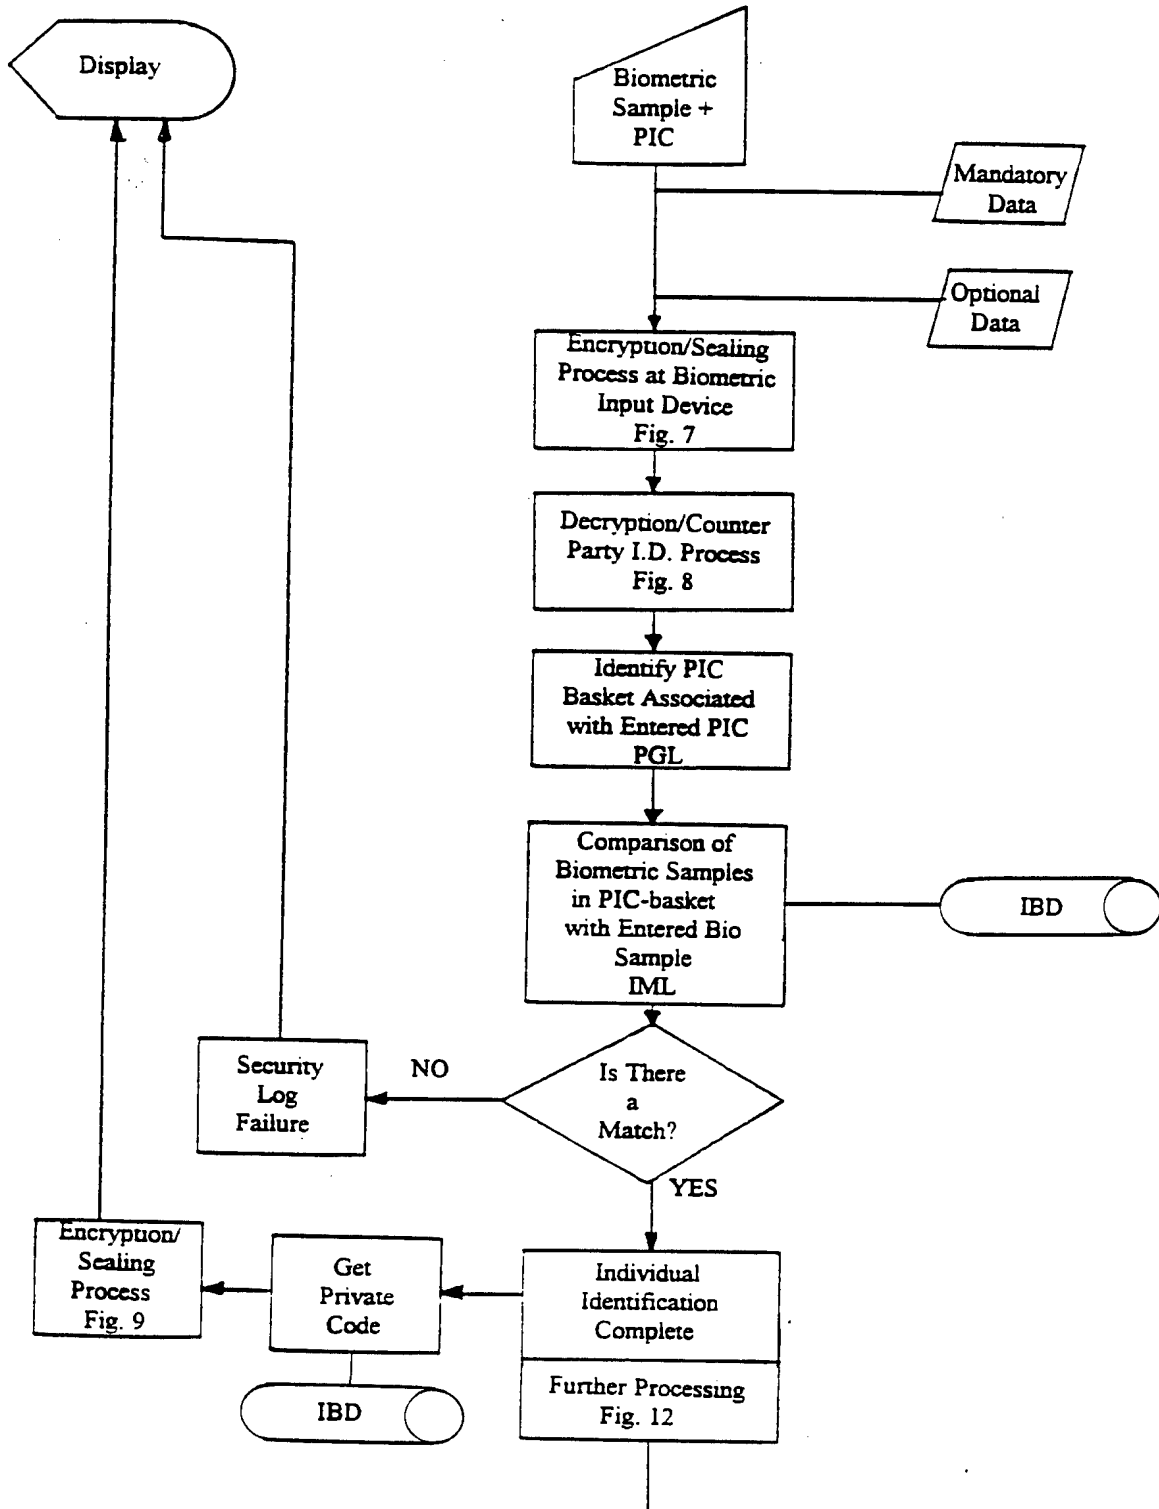 Display
Biometric
Sample +
PIC
Mandatory
Data
Optional
Data
Encryption/Sealing
Process at Biometric
Input Device
Fig. 7
Decryption/Counter
Party I.D. Process
Fig. 8
Identify PIC
Basket Associated
with Entered PIC
PGL
Comparison of
Biometric Samples
in PIC-basket
with Entered Bio
Sample
IML
IBD
Is There
a
Match?
NO
Security
Log
Failure
YES
Individual
Identification
Complete
Further Processing
Fig. 12
Get
Private
Code
IBD
Encryption/
Sealing
Process
Fig. 9